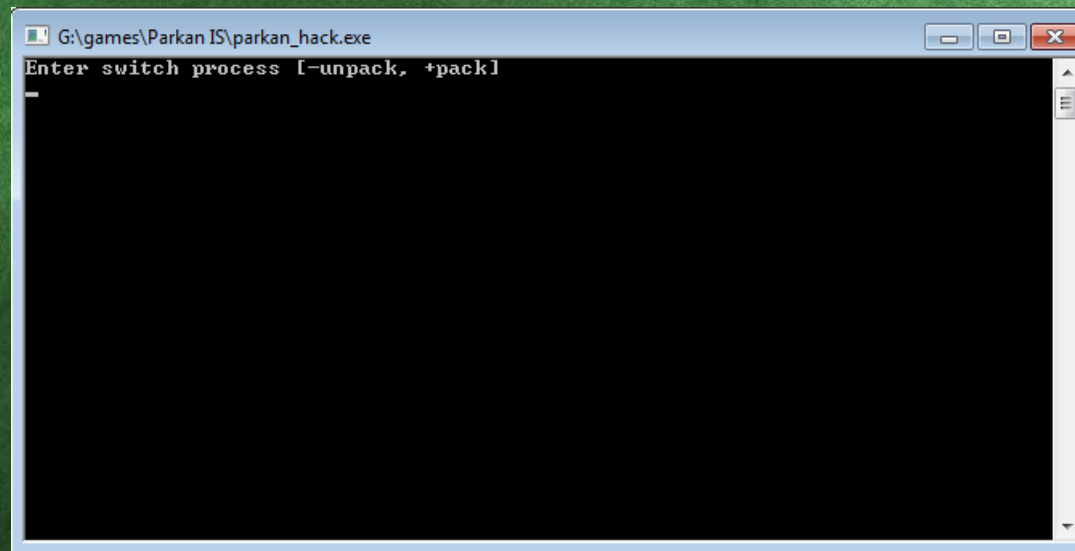 G:\games\Parkan IS\parkan_hack.exe
Enter switch process [-unpack, +pack]